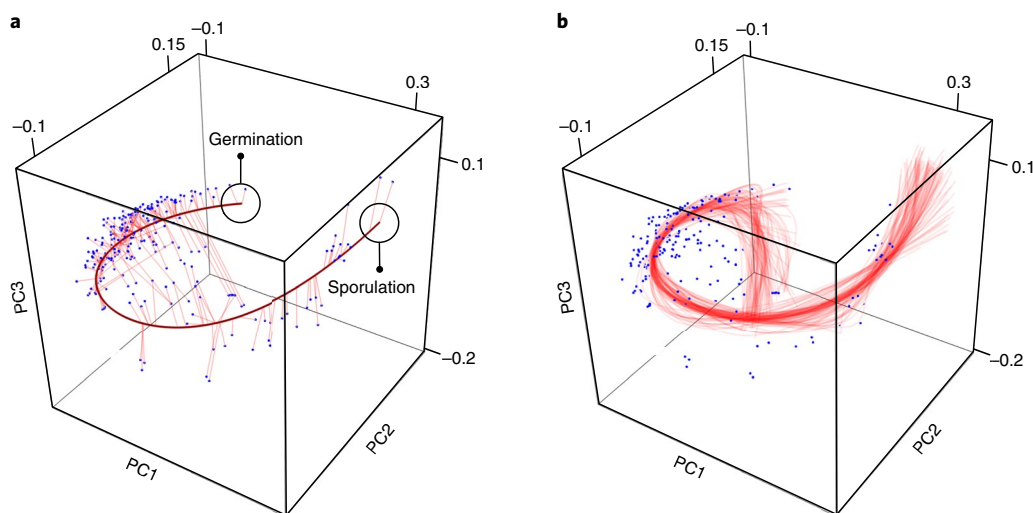 a
−0.1
0.15
0.3
−0.1
0.1
Germination
Sporulation
PC3
−0.2
PC2
PC1
b
−0.1
0.15
0.3
−0.1
0.1
PC3
−0.2
PC2
PC1